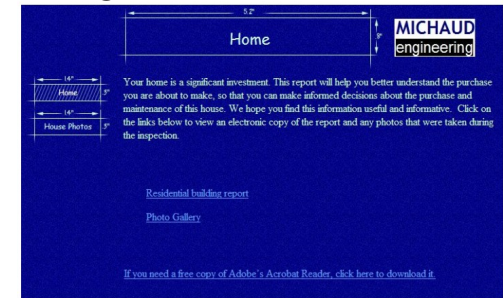 5.2"
Home
9"
MICHAUD
engineering
14"
Home
5"
14"
House Photos
5"
Your home is a significant investment. This report will help you better understand the purchase
you are about to make, so that you can make informed decisions about the purchase and
maintenance of this house. We hope you find this information useful and informative. Click on
the links below to view an electronic copy of the report and any photos that were taken during
the inspection.
Residential building report
Photo Gallery
If you need a free copy of Adobe's Acrobat Reader, click here to download it.